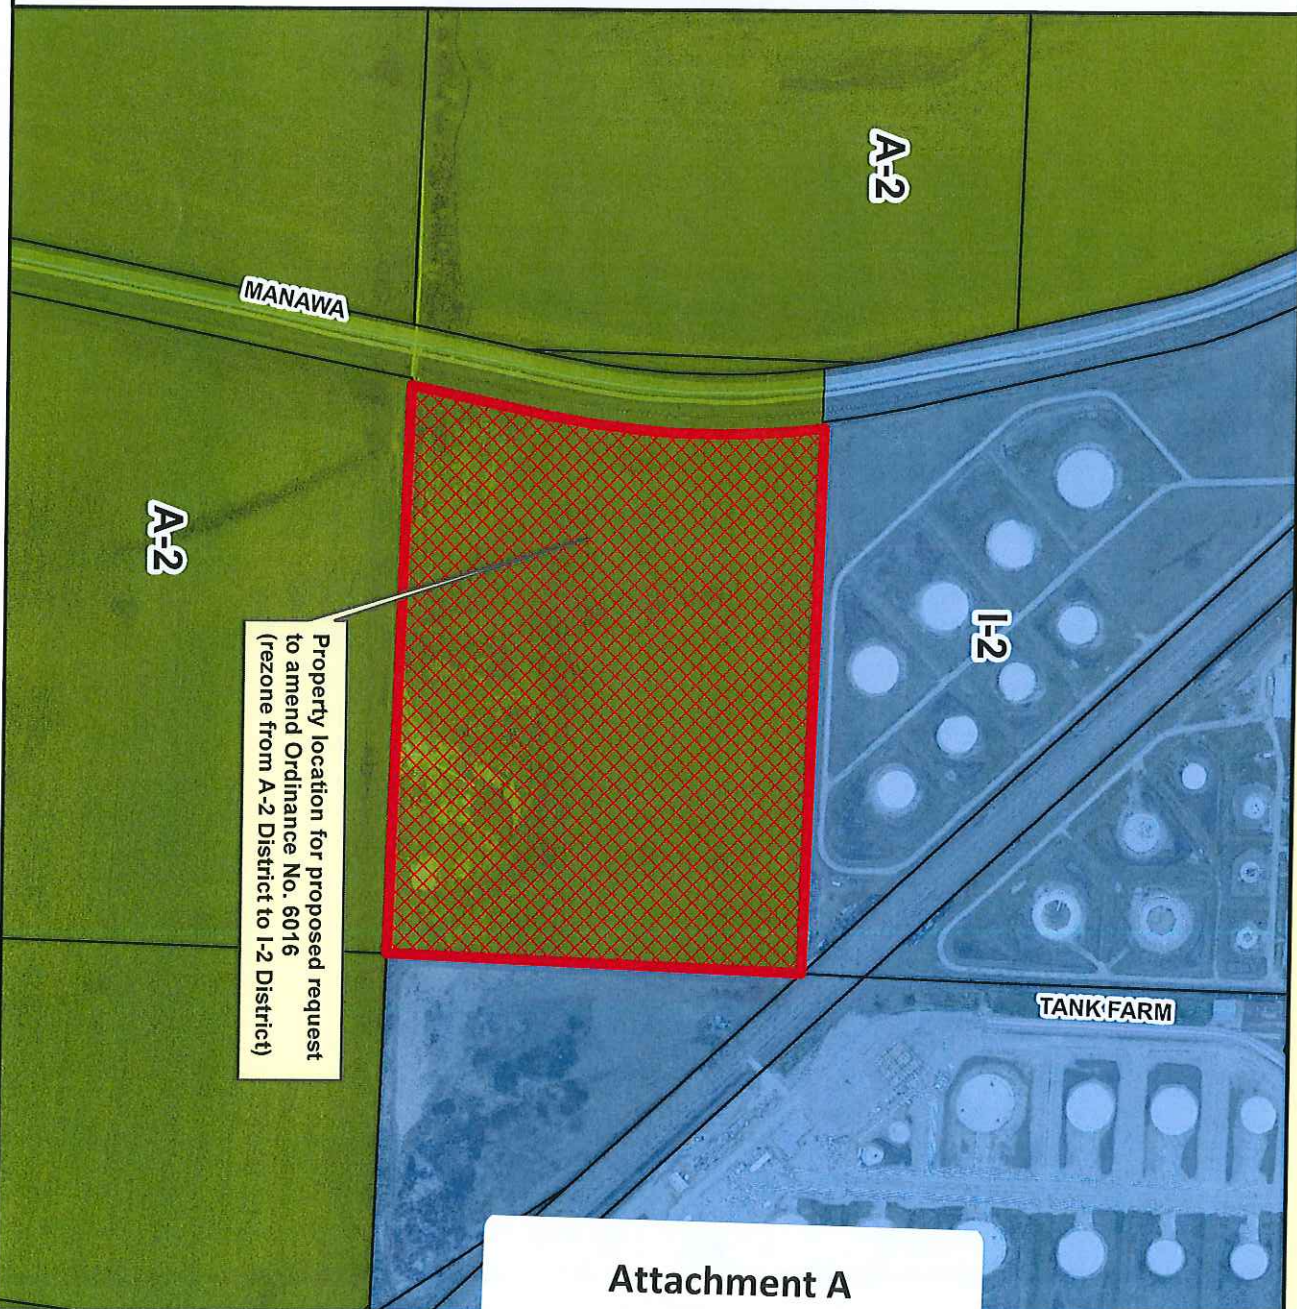 A-2
MANAWA
A-2
I-2
Property location for proposed request
to amend Ordinance No. 6016
(rezone from A-2 District to I-2 District)
TANK FARM
Attachment A